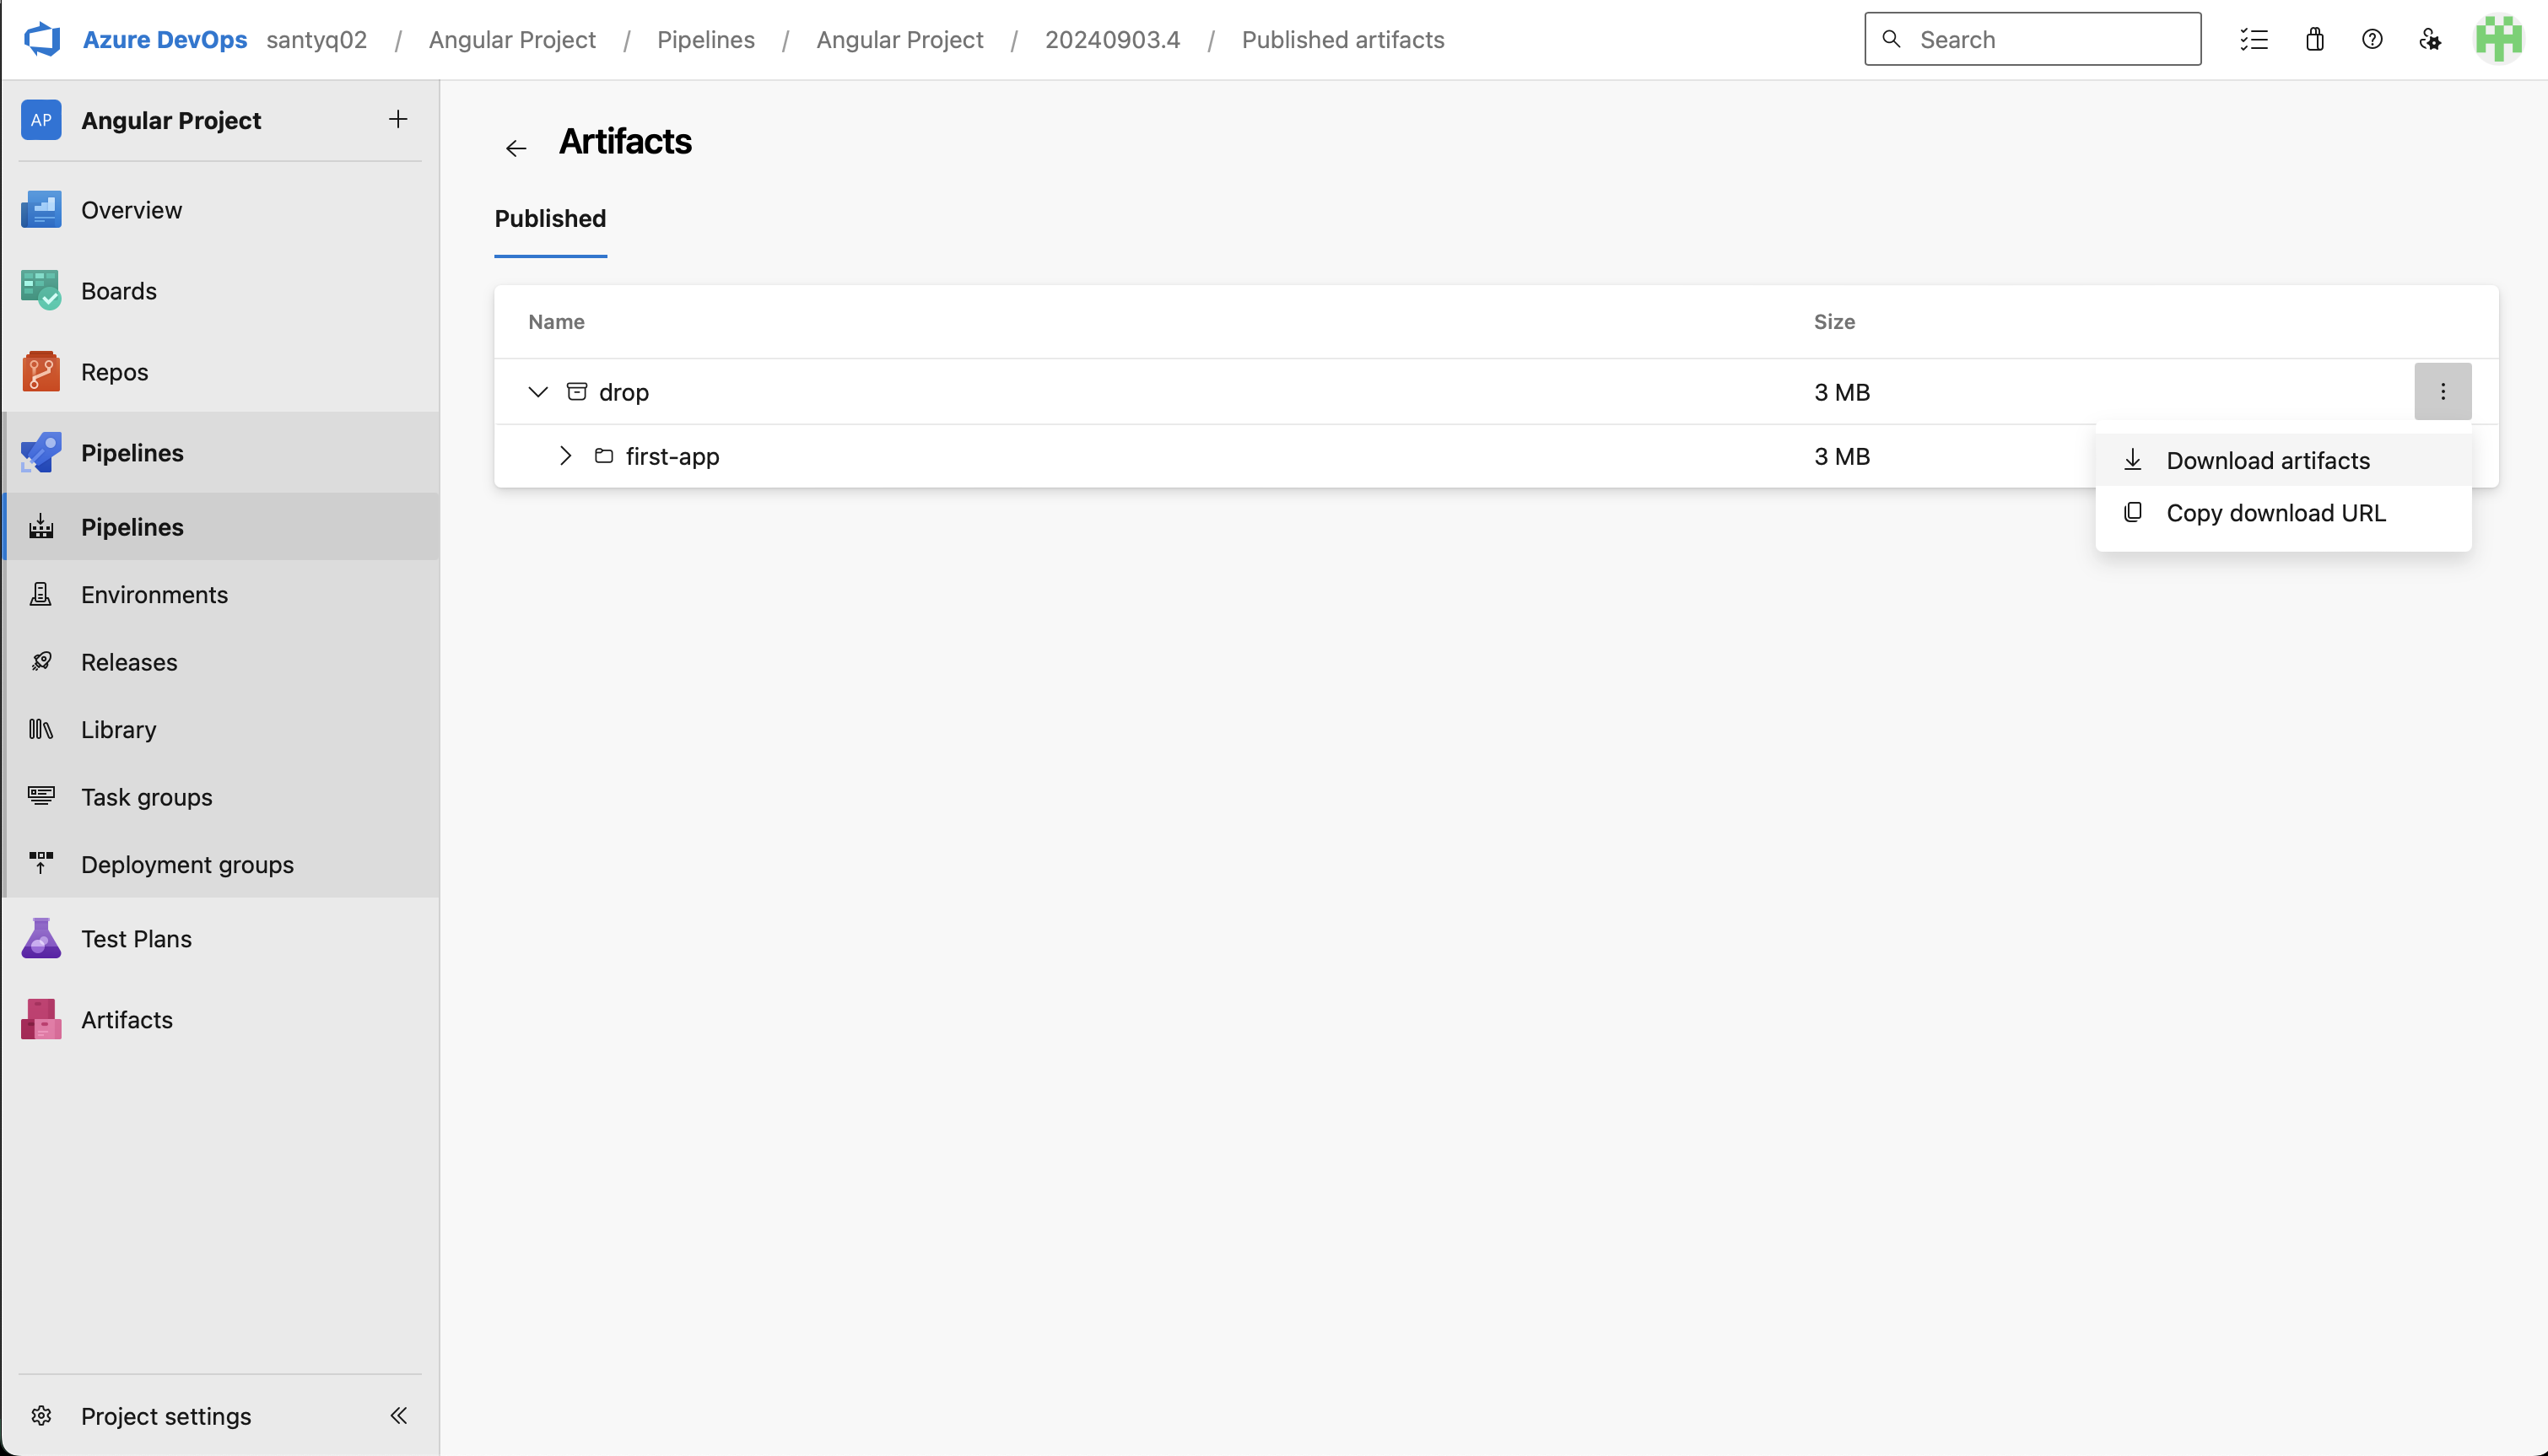 Azure DevOps santyq02 / Angular Project / Pipelines / Angular Project / 20240903.4 / Published artifacts
Search
AP Angular Project
Overview
Boards
Repos
Pipelines
Pipelines
Environments
Releases
Library
Task groups
Deployment groups
Test Plans
Artifacts
Project settings
Artifacts
Published
Name Size
drop 3 MB
first-app 3 MB
Download artifacts
Copy download URL